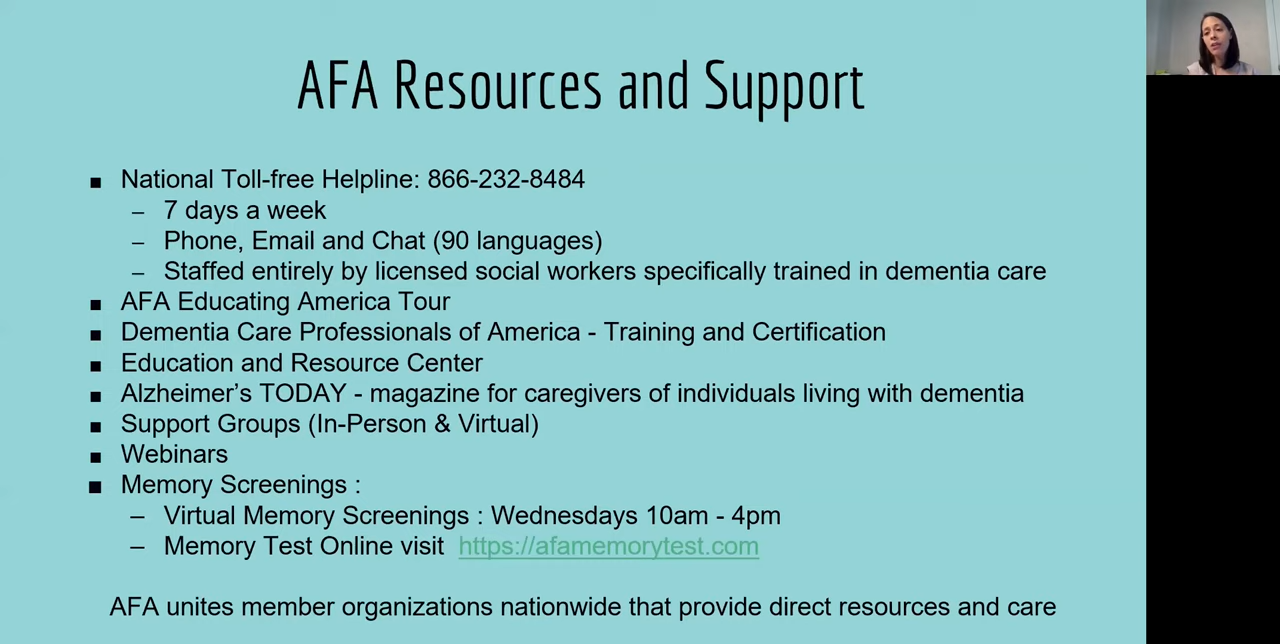 AFA Resources and Support
▪ National Toll-free Helpline: 866-232-8484
– 7 days a week
– Phone, Email and Chat (90 languages)
– Staffed entirely by licensed social workers specifically trained in dementia care
▪ AFA Educating America Tour
▪ Dementia Care Professionals of America - Training and Certification
▪ Education and Resource Center
▪ Alzheimer’s TODAY - magazine for caregivers of individuals living with dementia
▪ Support Groups (In-Person & Virtual)
▪ Webinars
▪ Memory Screenings :
– Virtual Memory Screenings : Wednesdays 10am - 4pm
– Memory Test Online visit https://afamemorytest.com
AFA unites member organizations nationwide that provide direct resources and care